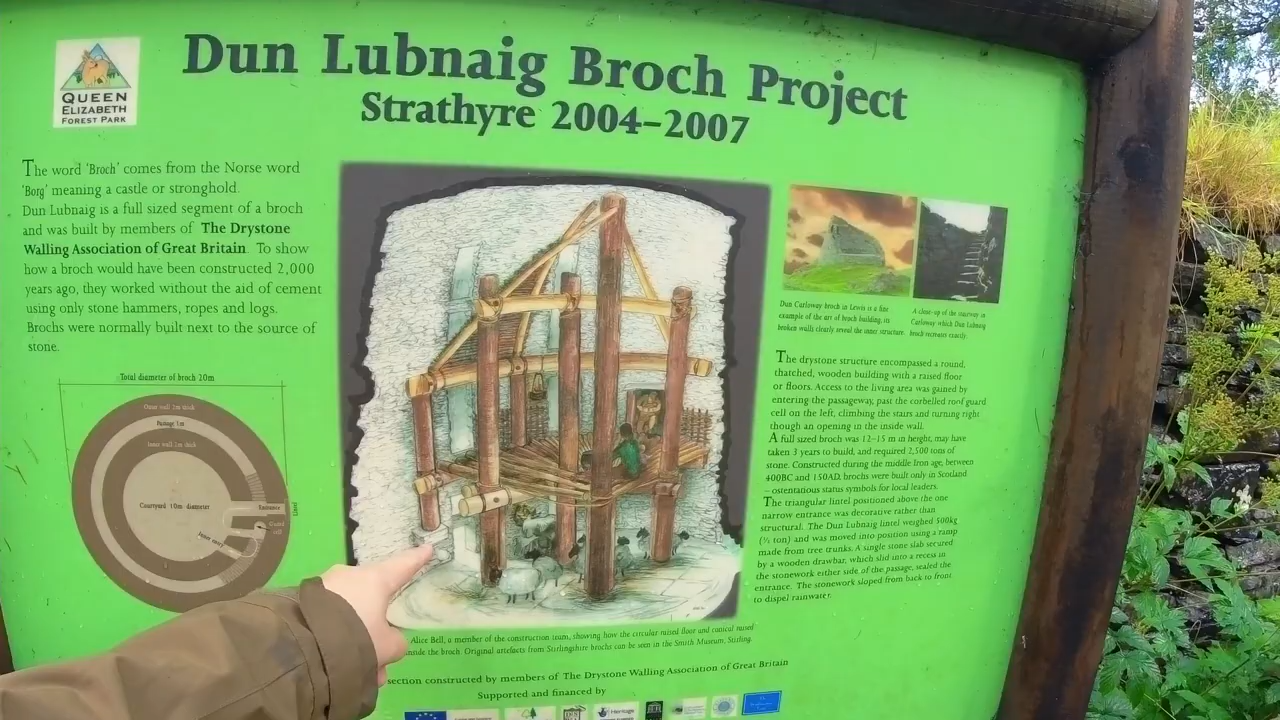 QUEEN
ELIZABETH
FOREST PARK
Dun Lubnaig Broch Project
Strathyre 2004-2007
The word 'Broch' comes from the Norse word
'Borg' meaning a castle or stronghold.
Dun Lubnaig is a full sized segment of a broch
and was built by members of The Drystone
Walling Association of Great Britain. To show
how a broch would have been constructed 2,000
years ago, they worked without the aid of cement
using only stone hammers, ropes and logs.
Brochs were normally built next to the source of
stone.
Total diameter of broch 20m
Outer wall 1m thick
Passage 1m
Inner wall 1m thick
Courtyard 10m diameter
Entrance
Lintel
Guard
cell
Inner entry
Alice Bell, a member of the construction team, showing how the circular raised floor and conical raised
inside the broch. Original artefacts from Stirlingshire brochs can be seen in the Smith Museum, Stirling.
section constructed by members of The Drystone Walling Association of Great Britain
Supported and financed by
Heritage
Dun Carloway broch in Lewis is a fine
example of the art of broch building, its
broken walls clearly reveal the inner structure.
A close-up of the stairway in
Carloway which Dun Lubnaig
broch recreates exactly.
The drystone structure encompassed a round,
thatched, wooden building with a raised floor
or floors. Access to the living area was gained by
entering the passageway, past the corbelled roof guard
cell on the left, climbing the stairs and turning right
though an opening in the inside wall.
A full sized broch was 12-15 m in height, may have
taken 3 years to build, and required 2,500 tons of
stone. Constructed during the middle Iron age, between
400BC and 150AD, brochs were built only in Scotland
– ostentatious status symbols for local leaders.
The triangular lintel positioned above the one
narrow entrance was decorative rather than
structural. The Dun Lubnaig lintel weighed 500kg
(½ ton) and was moved into position using a ramp
made from tree trunks. A single stone slab secured
by a wooden drawbar, which slid into a recess in
the stonework either side of the passage, sealed the
entrance. The stonework sloped from back to front
to dispel rainwater.